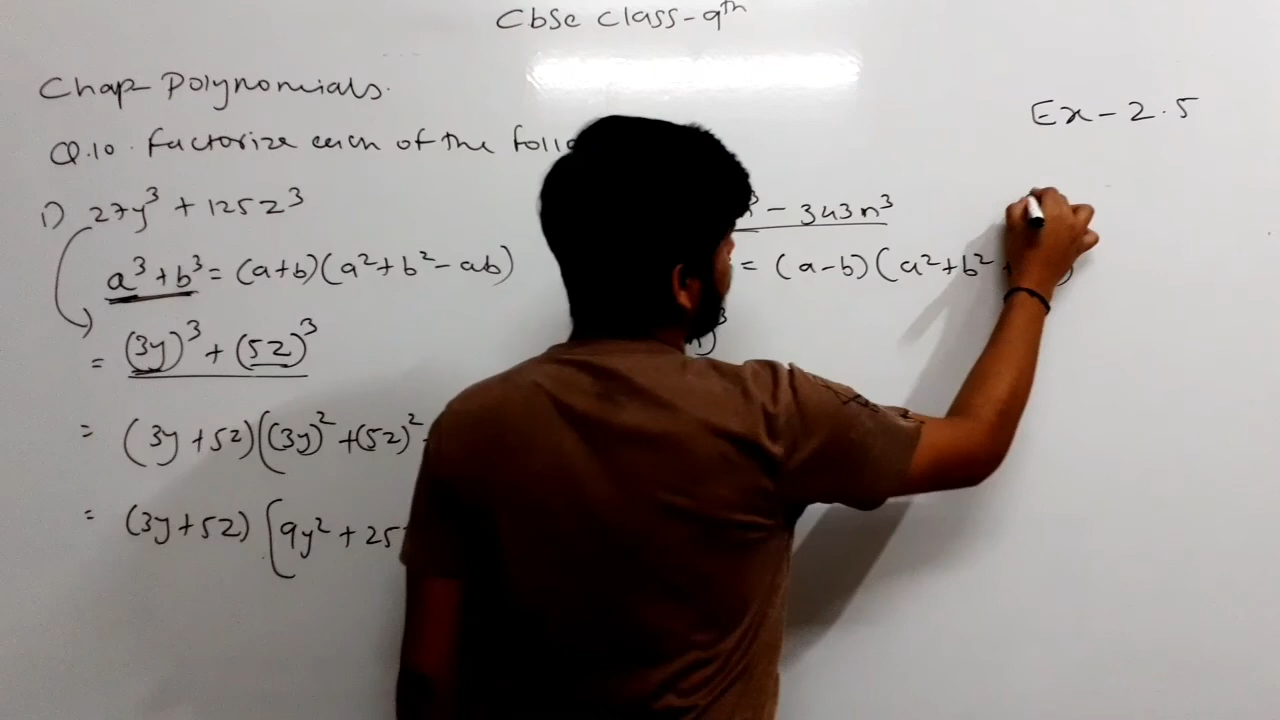 Cbse Class-9th
Chap Polynomials.
Ex-2.5
Q.10. Factorize each of the
1) 27y³ + 125z³
- 343n³
a³+b³ = (a+b)(a²+b²-ab)
= (a-b)(a²+b²
= (3y)³ + (5z)³
)³
= (3y+5z)((3y)²+(5z)²
= (3y+5z) [9y² + 25